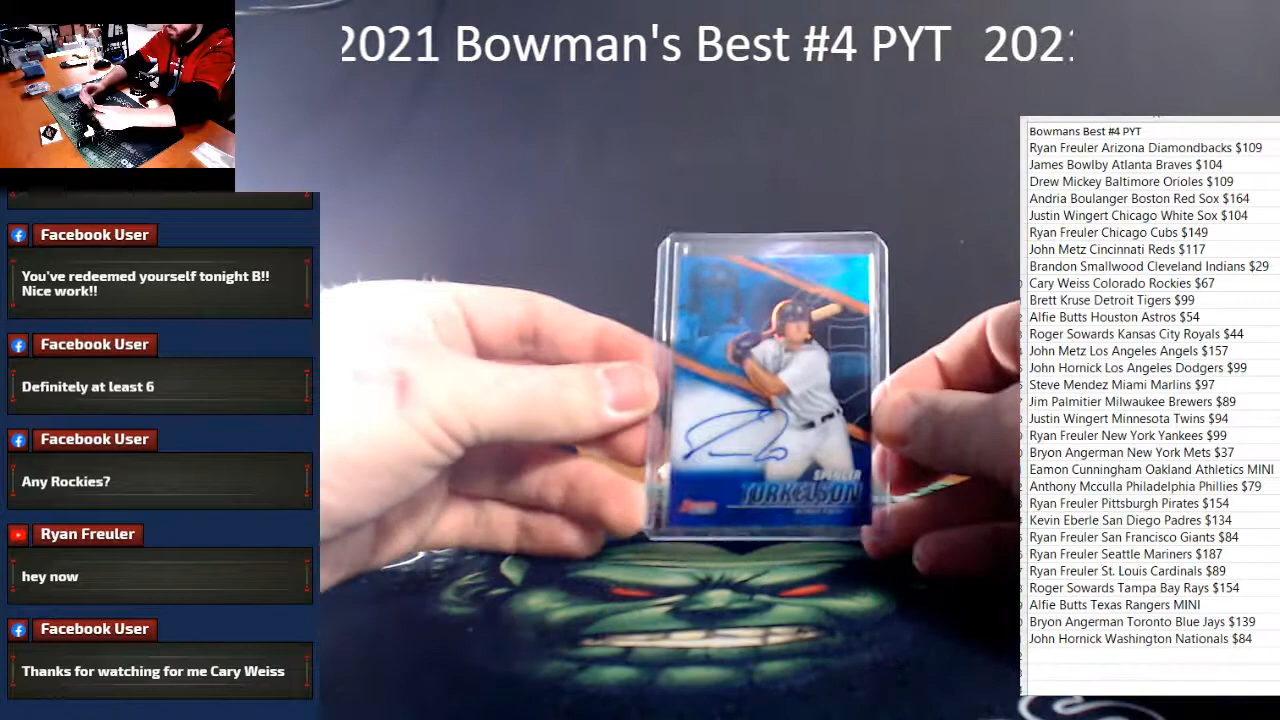 2021 Bowman's Best #4 PYT 202
Facebook User
You've redeemed yourself tonight B!!
Nice work!!
Facebook User
Definitely at least 6
Facebook User
Any Rockies?
Ryan Freuler
hey now
Facebook User
Thanks for watching for me Cary Weiss
SPENCER
TORKELSON
Bowmans Best #4 PYT
Ryan Freuler Arizona Diamondbacks $109
James Bowlby Atlanta Braves $104
Drew Mickey Baltimore Orioles $109
Andria Boulanger Boston Red Sox $164
Justin Wingert Chicago White Sox $104
Ryan Freuler Chicago Cubs $149
John Metz Cincinnati Reds $117
Brandon Smallwood Cleveland Indians $29
Cary Weiss Colorado Rockies $67
Brett Kruse Detroit Tigers $99
Alfie Butts Houston Astros $54
Roger Sowards Kansas City Royals $44
John Metz Los Angeles Angels $157
John Hornick Los Angeles Dodgers $99
Steve Mendez Miami Marlins $97
Jim Palmitier Milwaukee Brewers $89
Justin Wingert Minnesota Twins $94
Ryan Freuler New York Yankees $99
Bryon Angerman New York Mets $37
Eamon Cunningham Oakland Athletics MINI
Anthony Mcculla Philadelphia Phillies $79
Ryan Freuler Pittsburgh Pirates $154
Kevin Eberle San Diego Padres $134
Ryan Freuler San Francisco Giants $84
Ryan Freuler Seattle Mariners $187
Ryan Freuler St. Louis Cardinals $89
Roger Sowards Tampa Bay Rays $154
Alfie Butts Texas Rangers MINI
Bryon Angerman Toronto Blue Jays $139
John Hornick Washington Nationals $84